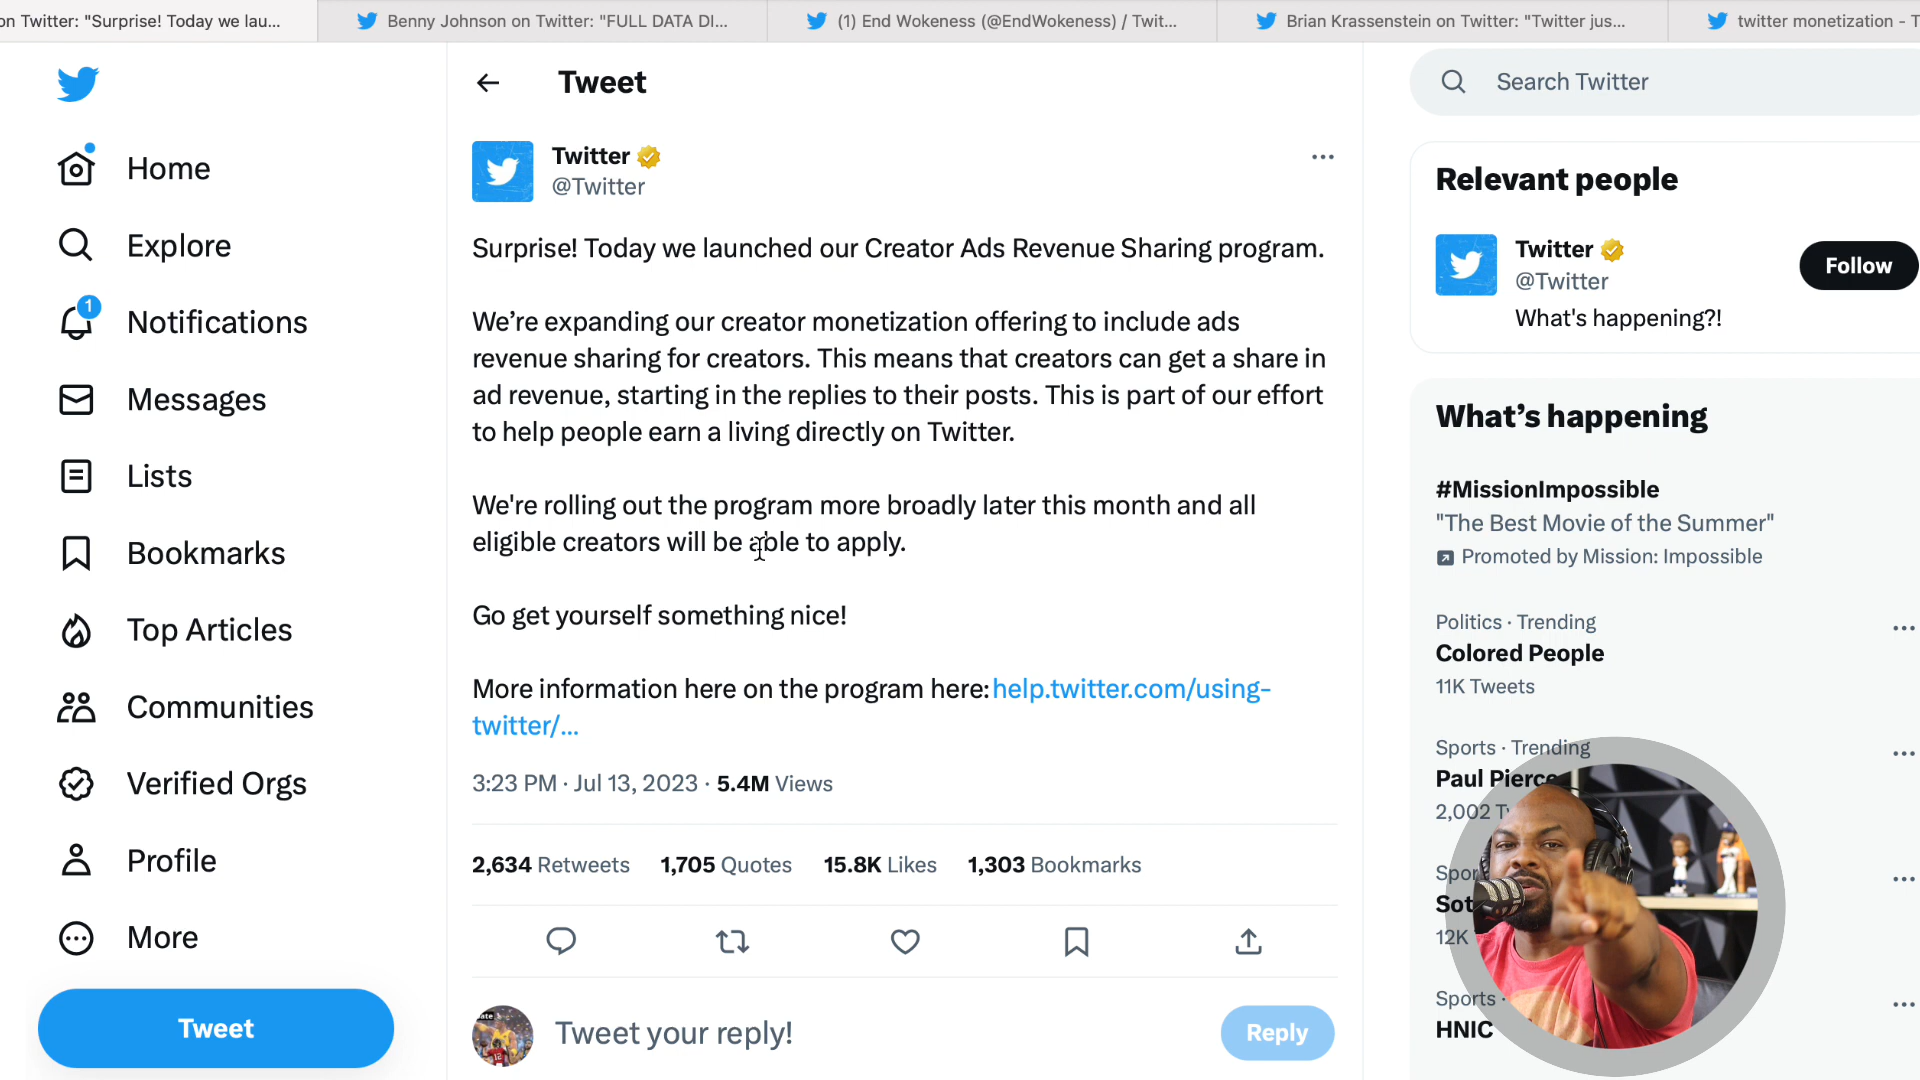 on Twitter: "Surprise! Today we lau...
Benny Johnson on Twitter: "FULL DATA DI...
(1) End Wokeness (@EndWokeness) / Twit...
Brian Krassenstein on Twitter: "Twitter jus...
twitter monetization - T
Home
Explore
1
Notifications
Messages
Lists
Bookmarks
Top Articles
Communities
Verified Orgs
Profile
More
Tweet
Tweet
Twitter
@Twitter
Surprise! Today we launched our Creator Ads Revenue Sharing program.
We’re expanding our creator monetization offering to include ads
revenue sharing for creators. This means that creators can get a share in
ad revenue, starting in the replies to their posts. This is part of our effort
to help people earn a living directly on Twitter.
We're rolling out the program more broadly later this month and all
eligible creators will be able to apply.
Go get yourself something nice!
More information here on the program here: help.twitter.com/using-
twitter/...
3:23 PM · Jul 13, 2023 · 5.4M Views
2,634 Retweets 1,705 Quotes 15.8K Likes 1,303 Bookmarks
Tweet your reply!
Reply
Search Twitter
Relevant people
Twitter
@Twitter
Follow
What's happening?!
What’s happening
#MissionImpossible
"The Best Movie of the Summer"
Promoted by Mission: Impossible
Politics · Trending
Colored People
11K Tweets
Sports · Trending
Paul Pierce
2,002
12K
Sports ·
HNIC